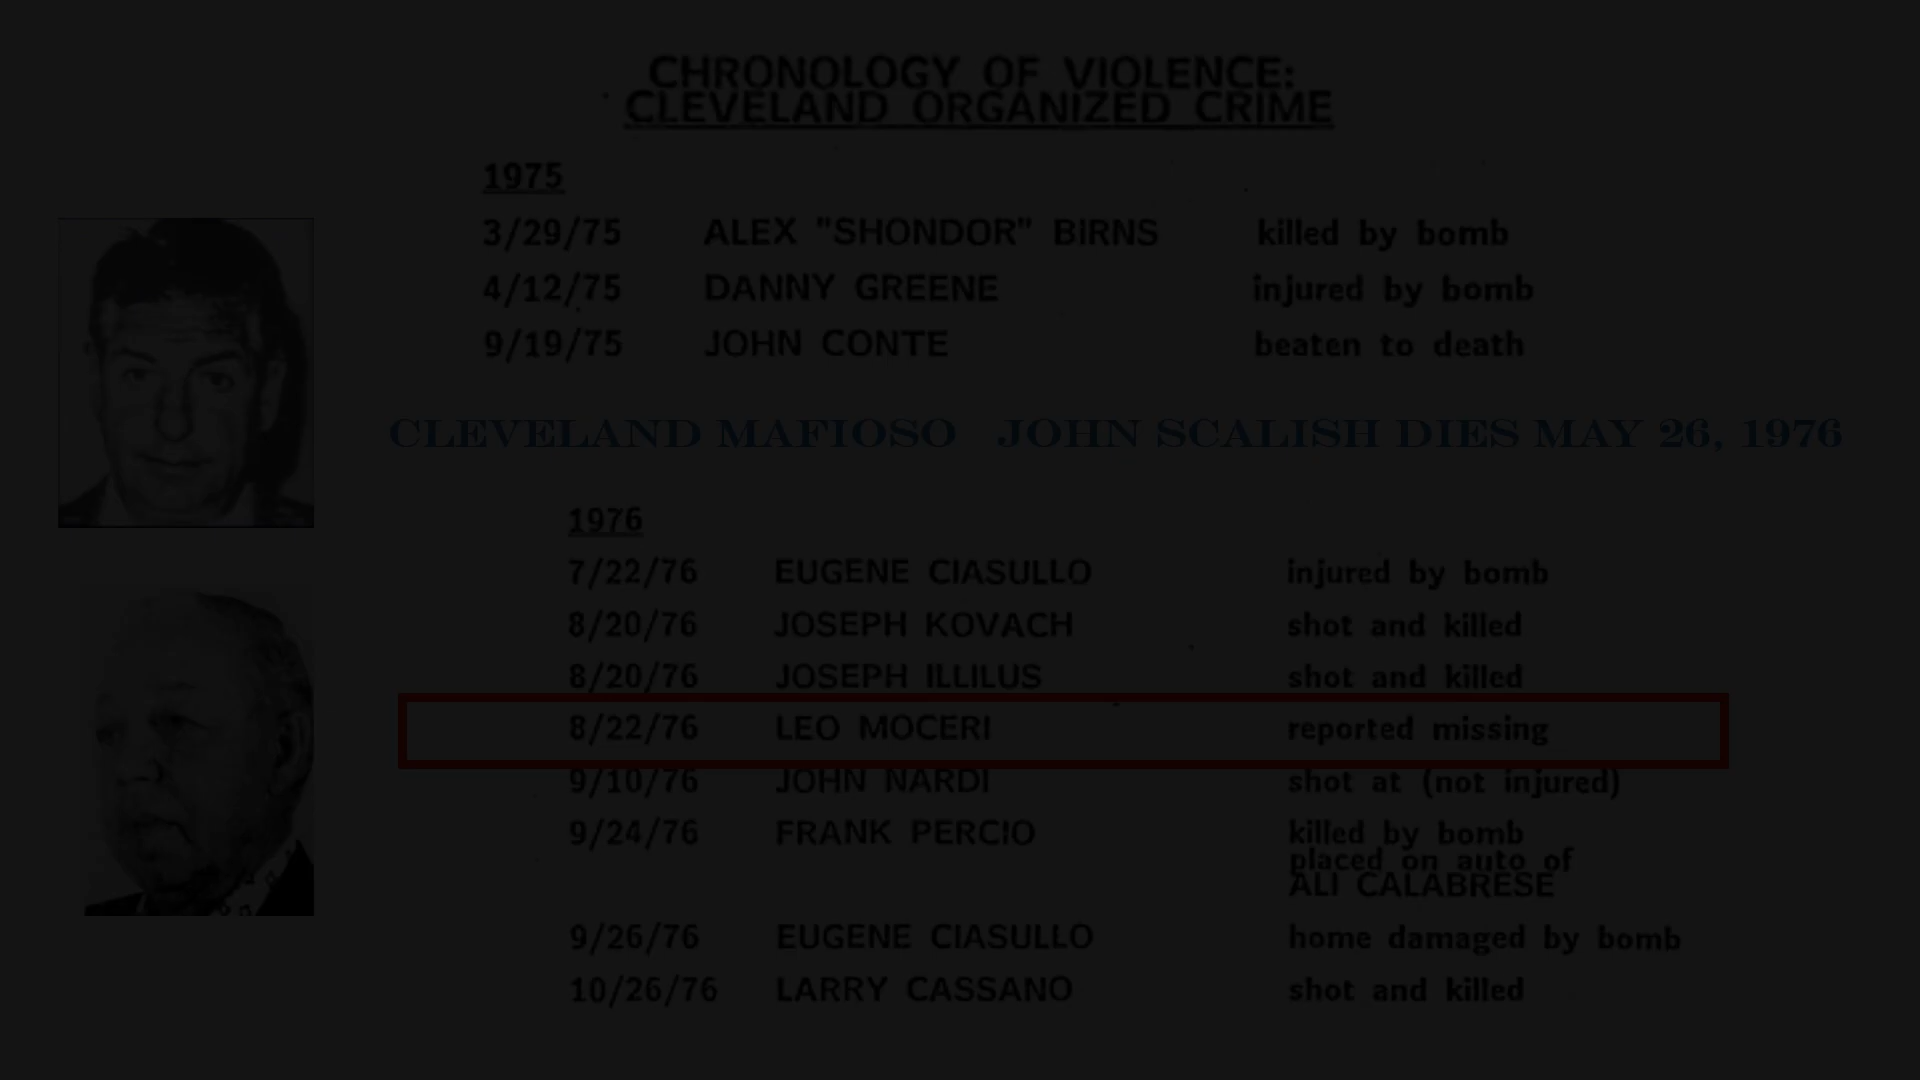 CHRONOLOGY OF VIOLENCE:
CLEVELAND ORGANIZED CRIME
1975
3/29/75 ALEX "SHONDOR" BIRNS killed by bomb
4/12/75 DANNY GREENE injured by bomb
9/19/75 JOHN CONTE beaten to death
CLEVELAND MAFIOSO JOHN SCALISH DIES MAY 26, 1976
1976
7/22/76 EUGENE CIASULLO injured by bomb
8/20/76 JOSEPH KOVACH shot and killed
8/20/76 JOSEPH ILLILUS shot and killed
8/22/76 LEO MOCERI reported missing
9/10/76 JOHN NARDI shot at (not injured)
9/24/76 FRANK PERCIO killed by bomb
placed on auto of
ALI CALABRESE
9/26/76 EUGENE CIASULLO home damaged by bomb
10/26/76 LARRY CASSANO shot and killed